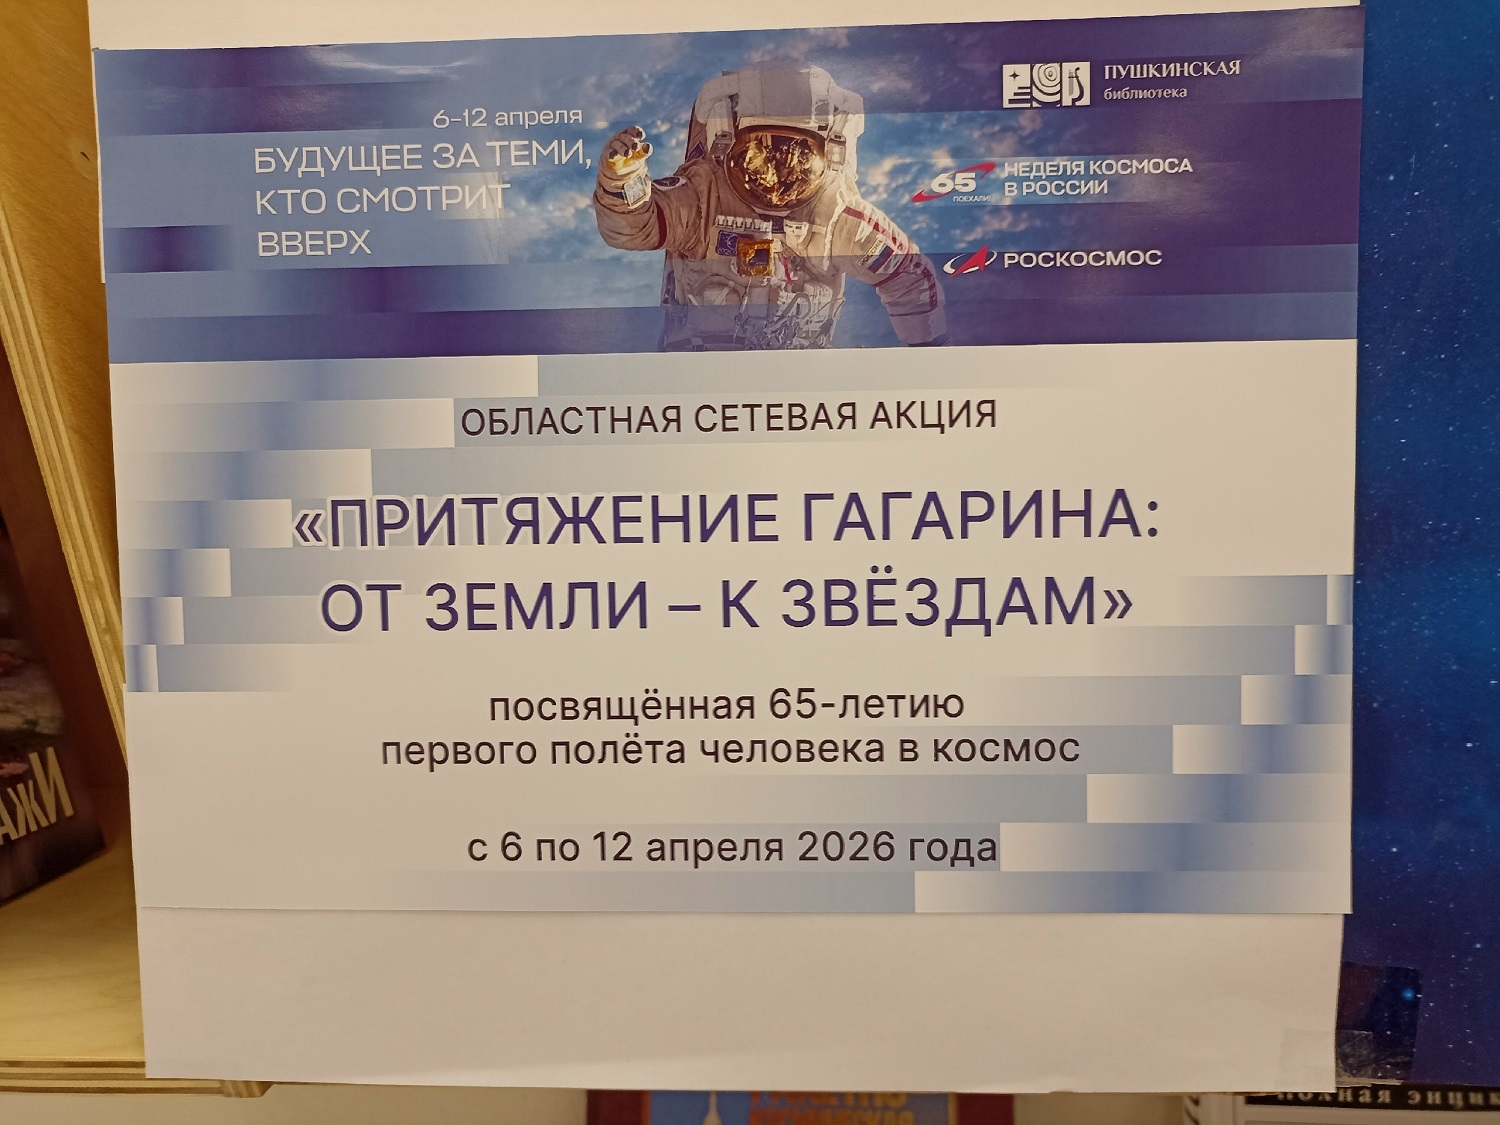 6-12 апреля
БУДУЩЕЕ ЗА ТЕМИ,
КТО СМОТРИТ
ВВЕРХ
ПУШКИНСКАЯ
библиотека
65
ПОЕХАЛИ!
НЕДЕЛЯ КОСМОСА
В РОССИИ
РОСКОСМОС
ОБЛАСТНАЯ СЕТЕВАЯ АКЦИЯ
«ПРИТЯЖЕНИЕ ГАГАРИНА:
ОТ ЗЕМЛИ – К ЗВЁЗДАМ»
посвящённая 65-летию
первого полёта человека в космос
с 6 по 12 апреля 2026 года